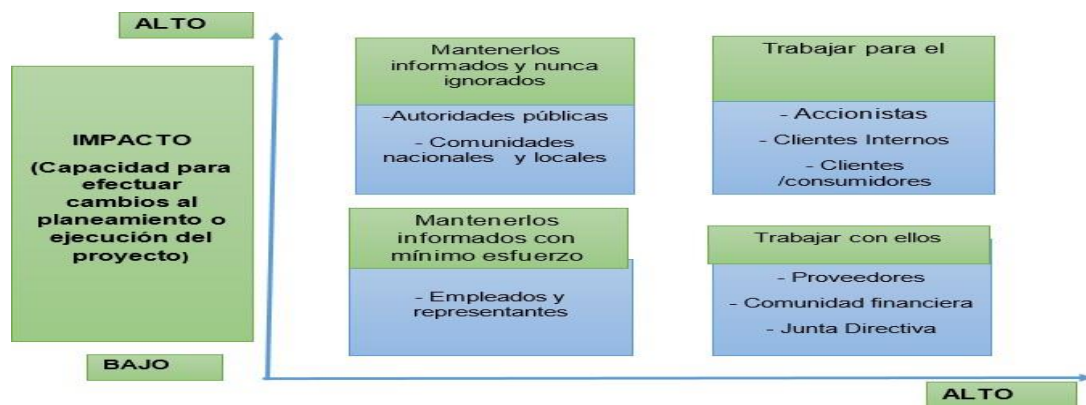 ALTO
IMPACTO
(Capacidad para
efectuar
cambios al
planeamiento o
ejecución del
proyecto)
BAJO
Mantenerlos
informados y nunca
ignorados
-Autoridades públicas
- Comunidades
nacionales y locales
Trabajar para el
- Accionistas
- Clientes Internos
- Clientes
/consumidores
Mantenerlos
informados con
mínimo esfuerzo
- Empleados y
representantes
Trabajar con ellos
- Proveedores
- Comunidad financiera
- Junta Directiva
ALTO